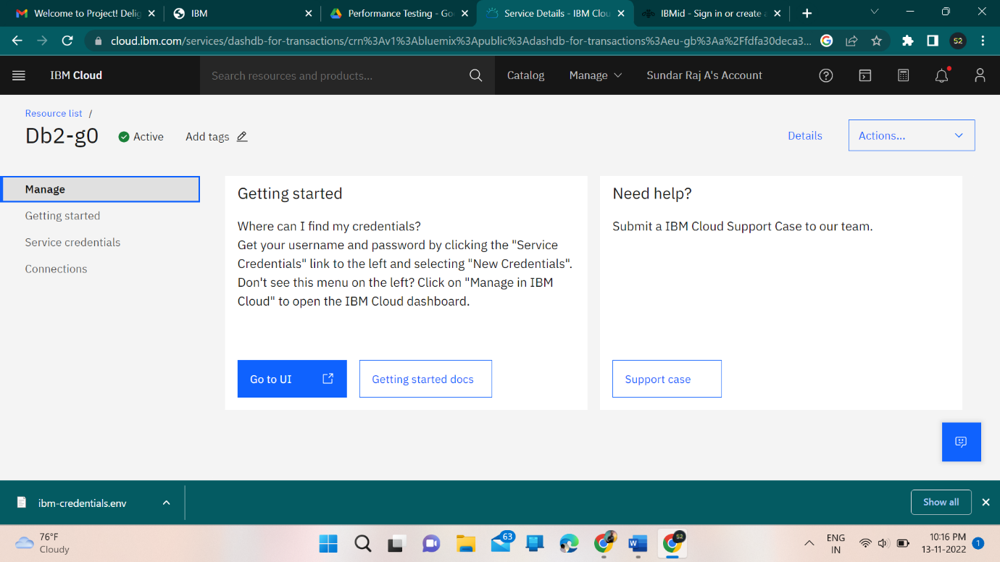 Welcome to Project! Delig
IBM
Performance Testing - Go
Service Details - IBM Clou
IBMid - Sign in or create a
cloud.ibm.com/services/dashdb-for-transactions/crn%3Av1%3Abluemix%3Apublic%3Adashdb-for-transactions%3Aeu-gb%3Aa%2Ffdfa30deca3...
52
IBM Cloud
Search resources and products...
Catalog
Manage
Sundar Raj A's Account
Resource list /
Db2-g0
Active
Add tags
Details
Actions...
Manage
Getting started
Service credentials
Connections
Getting started
Where can I find my credentials?
Get your username and password by clicking the "Service
Credentials" link to the left and selecting "New Credentials".
Don't see this menu on the left? Click on "Manage in IBM
Cloud" to open the IBM Cloud dashboard.
Go to UI
Getting started docs
Need help?
Submit a IBM Cloud Support Case to our team.
Support case
ibm-credentials.env
Show all
76°F
Cloudy
63
52
ENG
IN
10:16 PM
13-11-2022
1